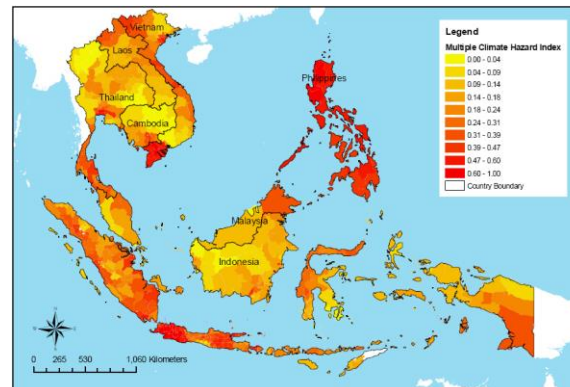 Vietnam
Laos
Thailand
Cambodia
Philippines
Malaysia
Indonesia
Legend
Multiple Climate Hazard Index
0.00 - 0.04
0.04 - 0.09
0.09 - 0.14
0.14 - 0.18
0.18 - 0.24
0.24 - 0.31
0.31 - 0.39
0.39 - 0.47
0.47 - 0.60
0.60 - 1.00
Country Boundary
0 265 530 1,060 Kilometers